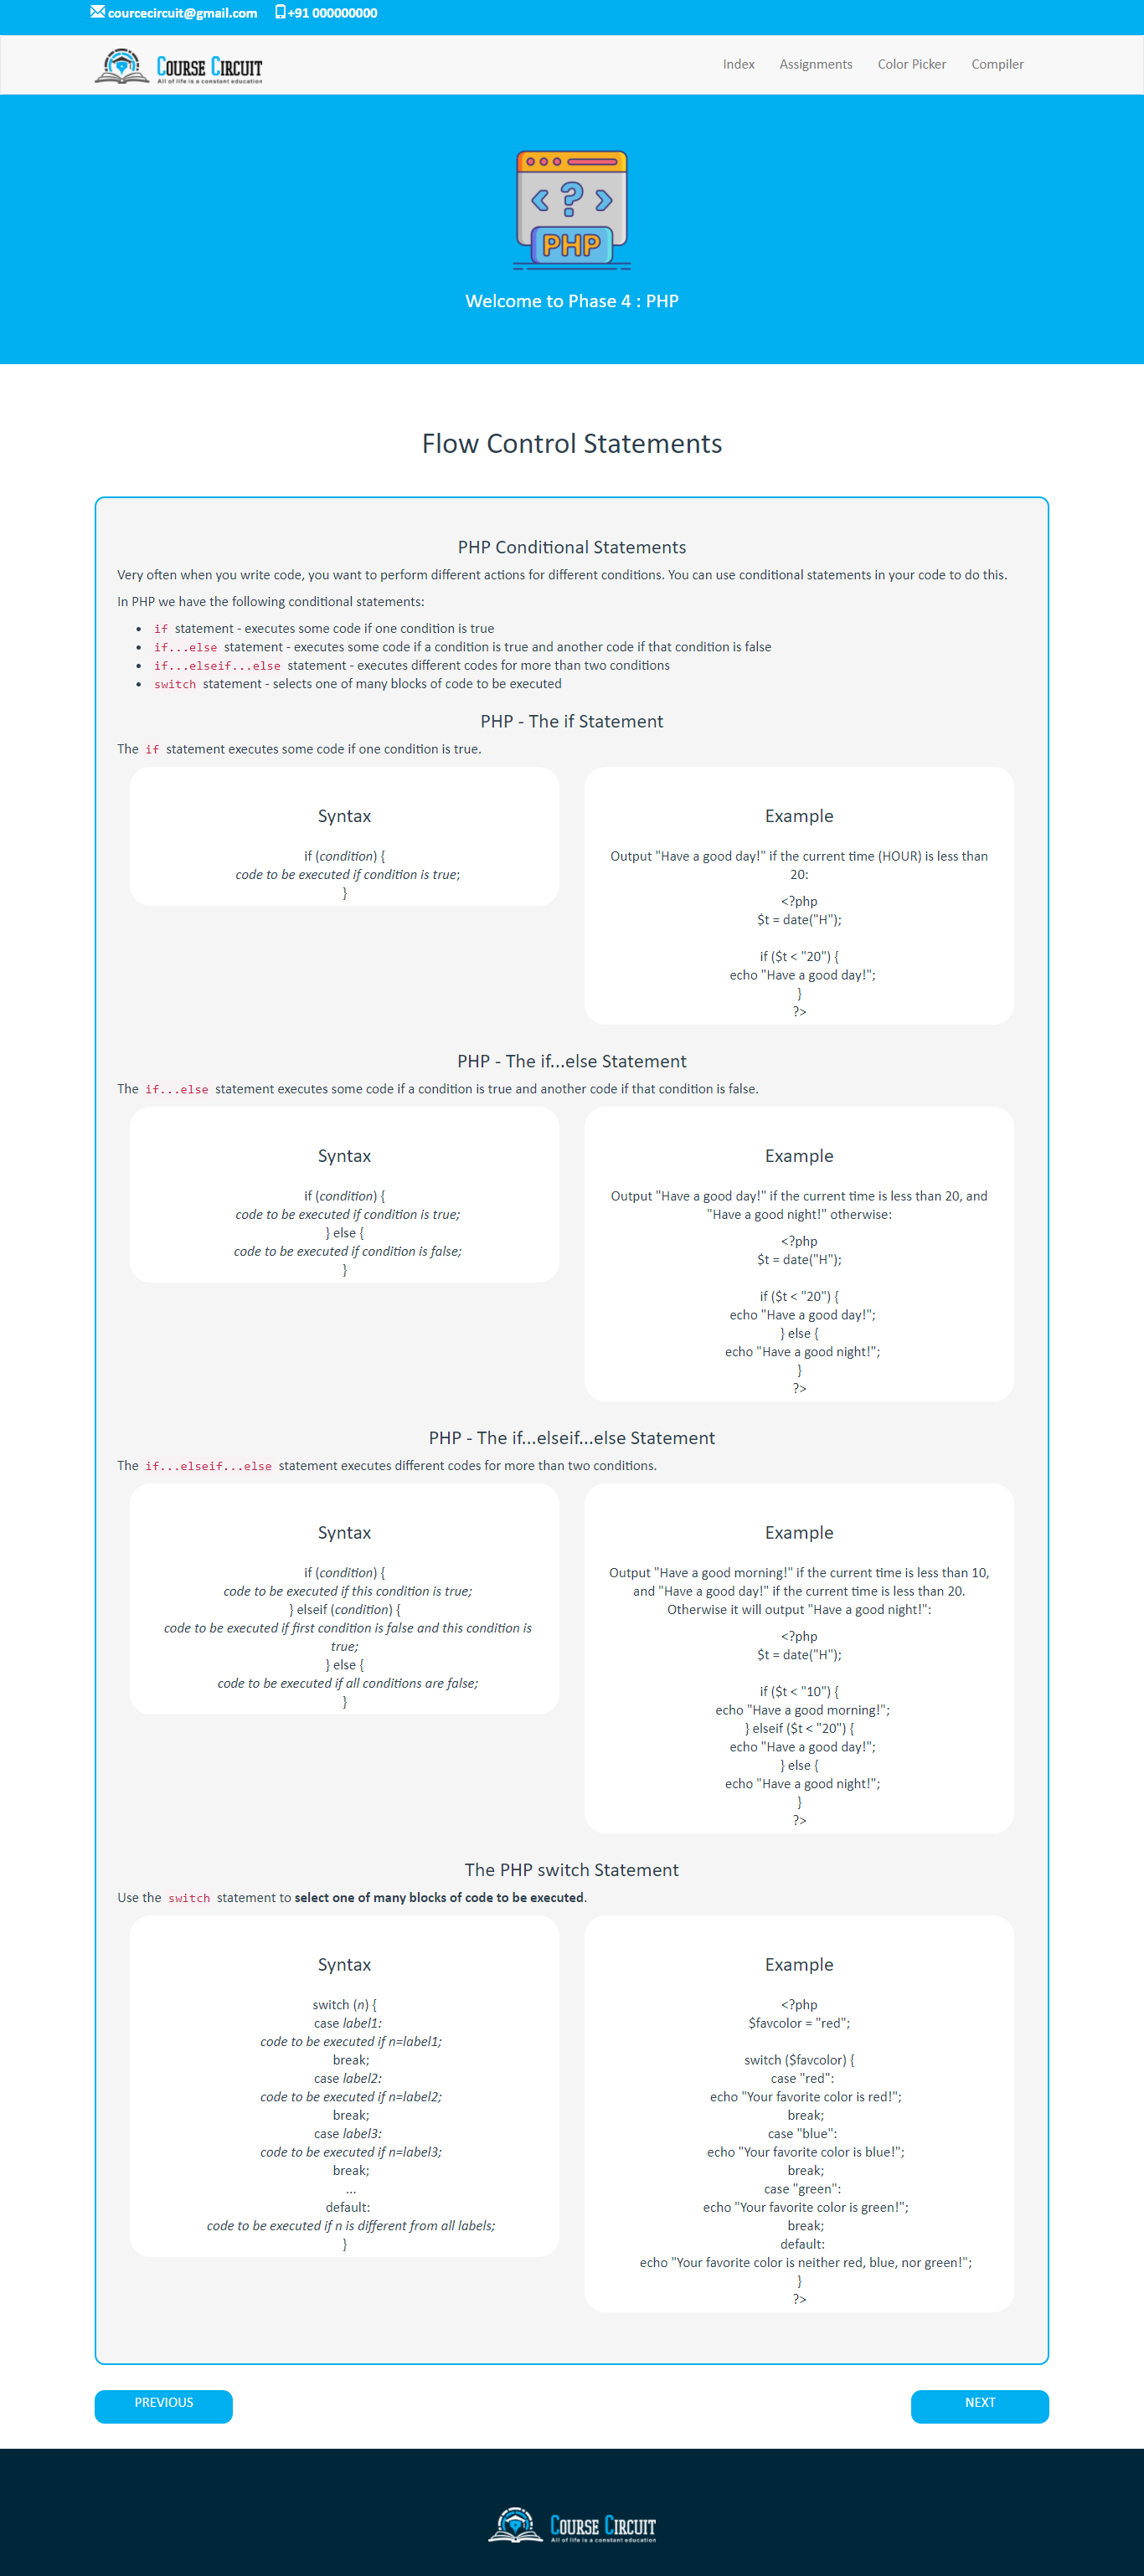 courcecircuit@gmail.com +91 000000000
COURSE CIRCUIT
All of life is a constant education
Index Assignments Color Picker Compiler
< ? >
PHP
Welcome to Phase 4 : PHP
Flow Control Statements
PHP Conditional Statements
Very often when you write code, you want to perform different actions for different conditions. You can use conditional statements in your code to do this.
In PHP we have the following conditional statements:
• if statement - executes some code if one condition is true
• if...else statement - executes some code if a condition is true and another code if that condition is false
• if...elseif...else statement - executes different codes for more than two conditions
• switch statement - selects one of many blocks of code to be executed
PHP - The if Statement
The if statement executes some code if one condition is true.
Syntax
if (condition) {
code to be executed if condition is true;
}
Example
Output "Have a good day!" if the current time (HOUR) is less than
20:
<?php
$t = date("H");
if ($t < "20") {
echo "Have a good day!";
}
?>
PHP - The if...else Statement
The if...else statement executes some code if a condition is true and another code if that condition is false.
Syntax
if (condition) {
code to be executed if condition is true;
} else {
code to be executed if condition is false;
}
Example
Output "Have a good day!" if the current time is less than 20, and
"Have a good night!" otherwise:
<?php
$t = date("H");
if ($t < "20") {
echo "Have a good day!";
} else {
echo "Have a good night!";
}
?>
PHP - The if...elseif...else Statement
The if...elseif...else statement executes different codes for more than two conditions.
Syntax
if (condition) {
code to be executed if this condition is true;
} elseif (condition) {
code to be executed if first condition is false and this condition is
true;
} else {
code to be executed if all conditions are false;
}
Example
Output "Have a good morning!" if the current time is less than 10,
and "Have a good day!" if the current time is less than 20.
Otherwise it will output "Have a good night!":
<?php
$t = date("H");
if ($t < "10") {
echo "Have a good morning!";
} elseif ($t < "20") {
echo "Have a good day!";
} else {
echo "Have a good night!";
}
?>
The PHP switch Statement
Use the switch statement to select one of many blocks of code to be executed.
Syntax
switch (n) {
case label1:
code to be executed if n=label1;
break;
case label2:
code to be executed if n=label2;
break;
case label3:
code to be executed if n=label3;
break;
...
default:
code to be executed if n is different from all labels;
}
Example
<?php
$favcolor = "red";
switch ($favcolor) {
case "red":
echo "Your favorite color is red!";
break;
case "blue":
echo "Your favorite color is blue!";
break;
case "green":
echo "Your favorite color is green!";
break;
default:
echo "Your favorite color is neither red, blue, nor green!";
}
?>
PREVIOUS NEXT
COURSE CIRCUIT
All of life is a constant education